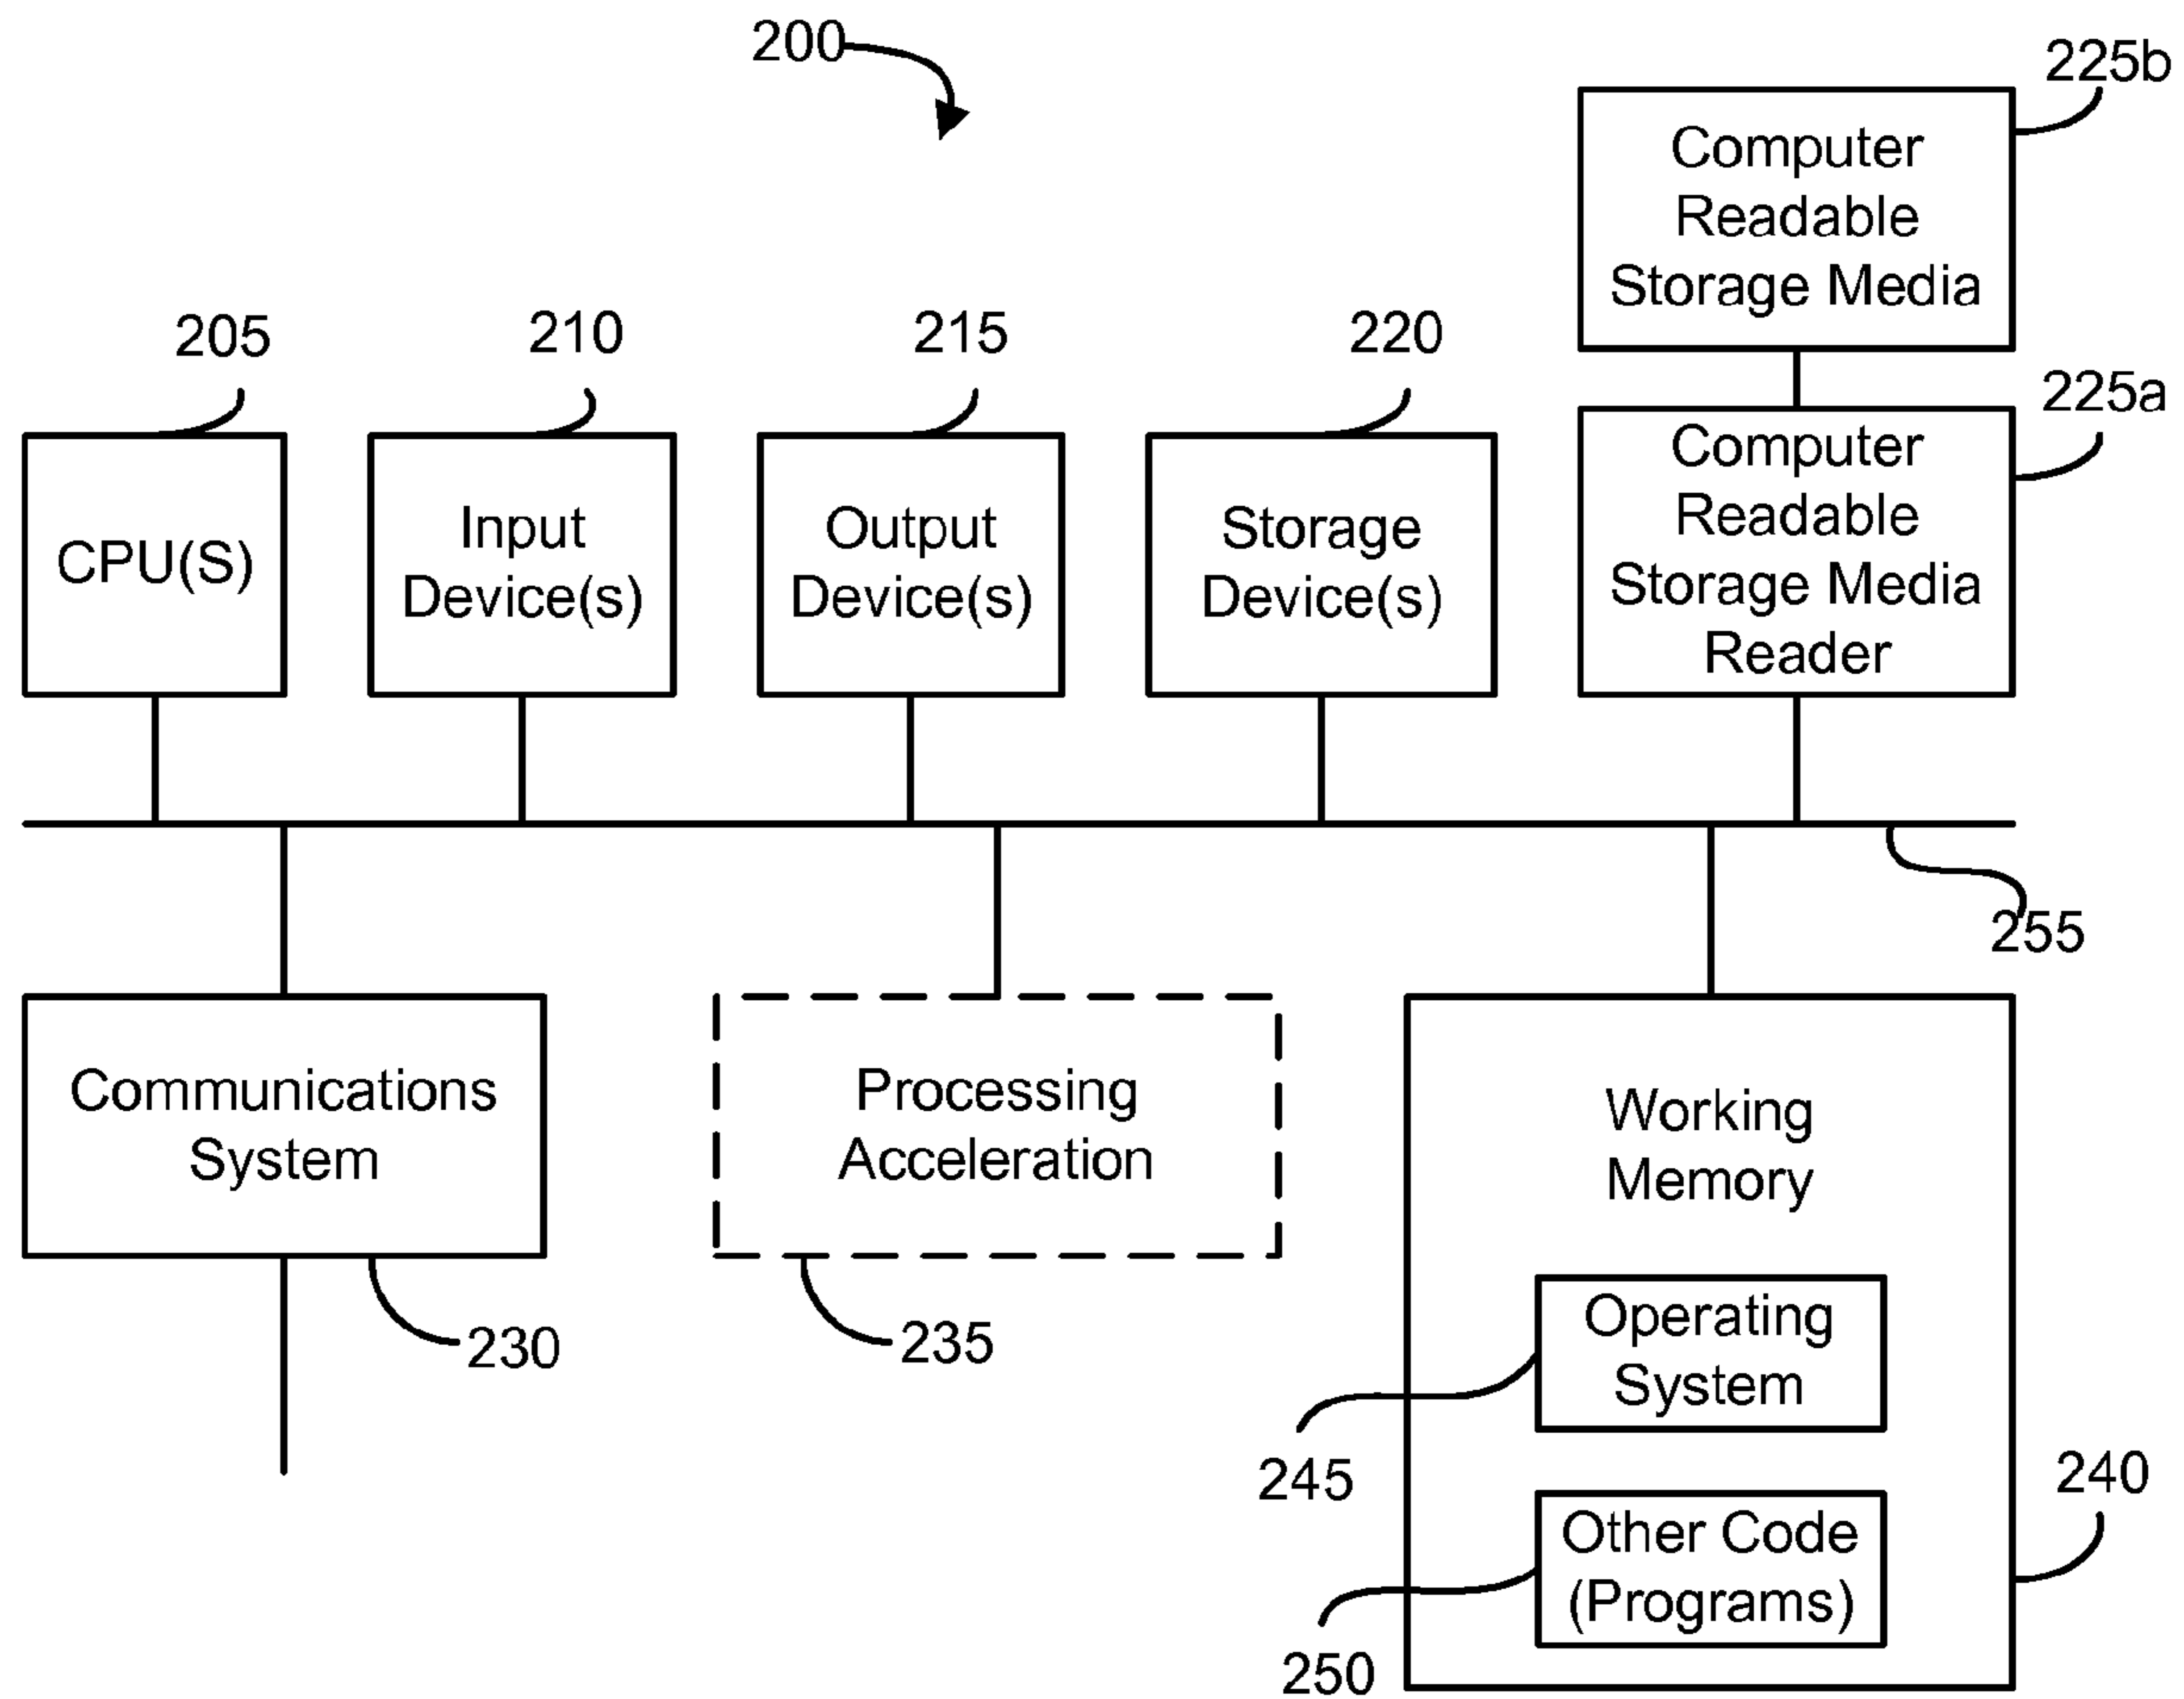 200
225b
Computer
Readable
Storage Media
205
210
215
220
225a
CPU(S)
Input
Device(s)
Output
Device(s)
Storage
Device(s)
Computer
Readable
Storage Media
Reader
255
Communications
System
Processing
Acceleration
Working
Memory
230
235
Operating
System
245
240
Other Code
(Programs)
250